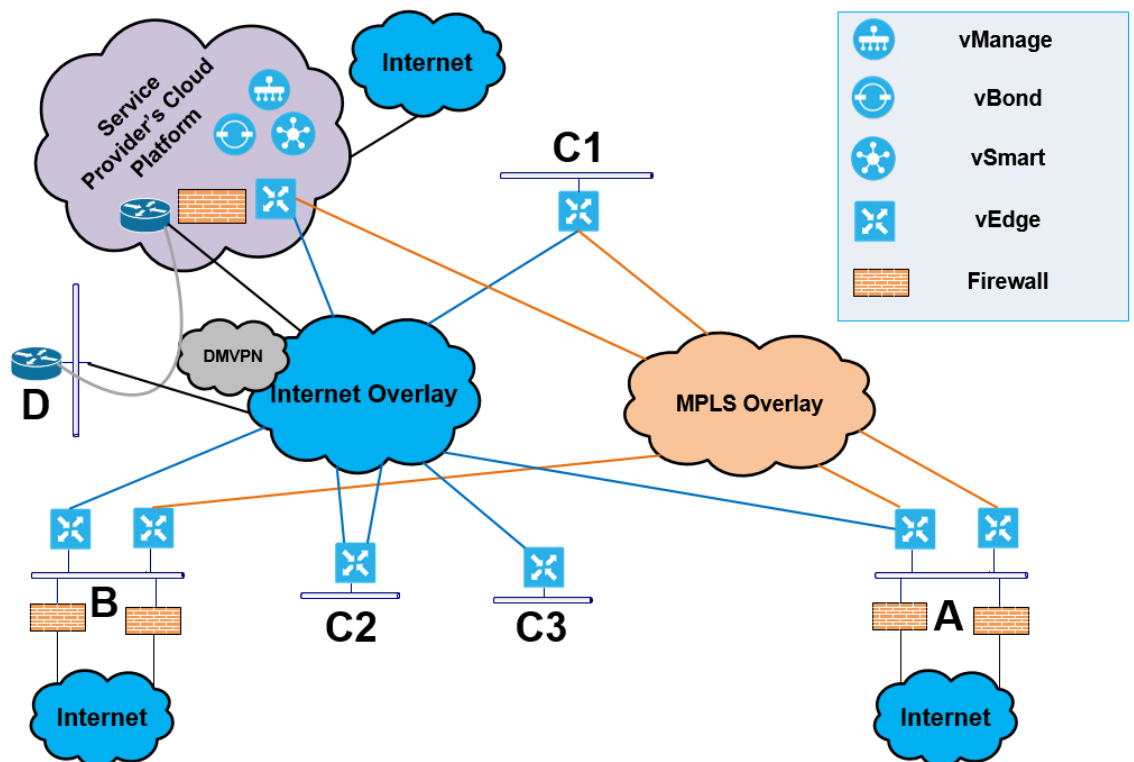 Service
Provider's Cloud
Platform
Internet
C1
vManage
vBond
vSmart
vEdge
Firewall
DMVPN
Internet Overlay
MPLS Overlay
D
B
C2
C3
A
Internet
Internet